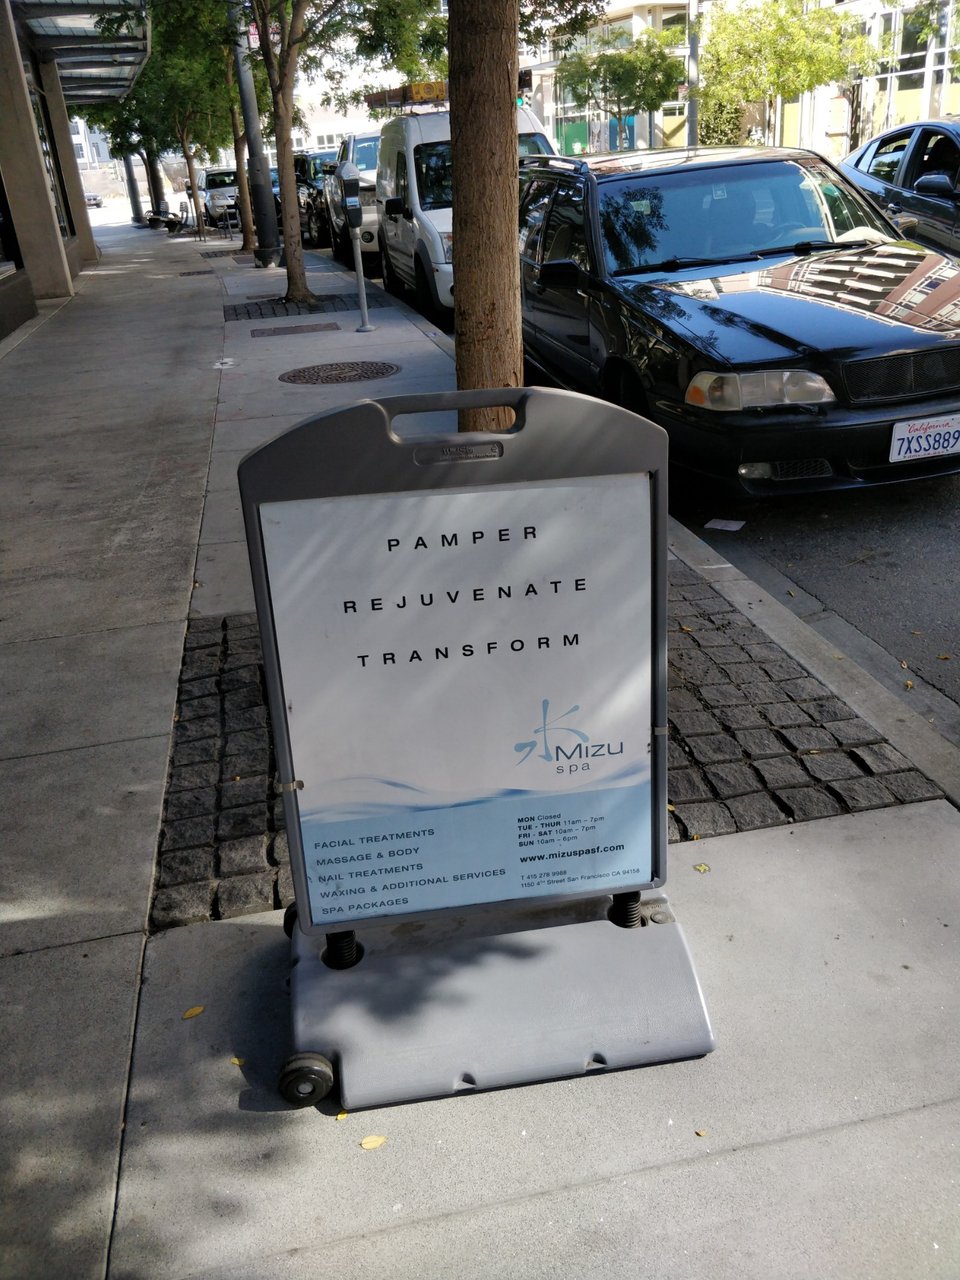 PAMPER
REJUVENATE
TRANSFORM
水 Mizu
spa
FACIAL TREATMENTS
MASSAGE & BODY
NAIL TREATMENTS
WAXING & ADDITIONAL SERVICES
SPA PACKAGES
MON Closed
TUE - THUR 11am – 7pm
FRI - SAT 10am – 7pm
SUN 10am – 6pm
www.mizuspasf.com
T 415 278 9988
1150 4TH Street San Francisco CA 94158
California
7XSS889